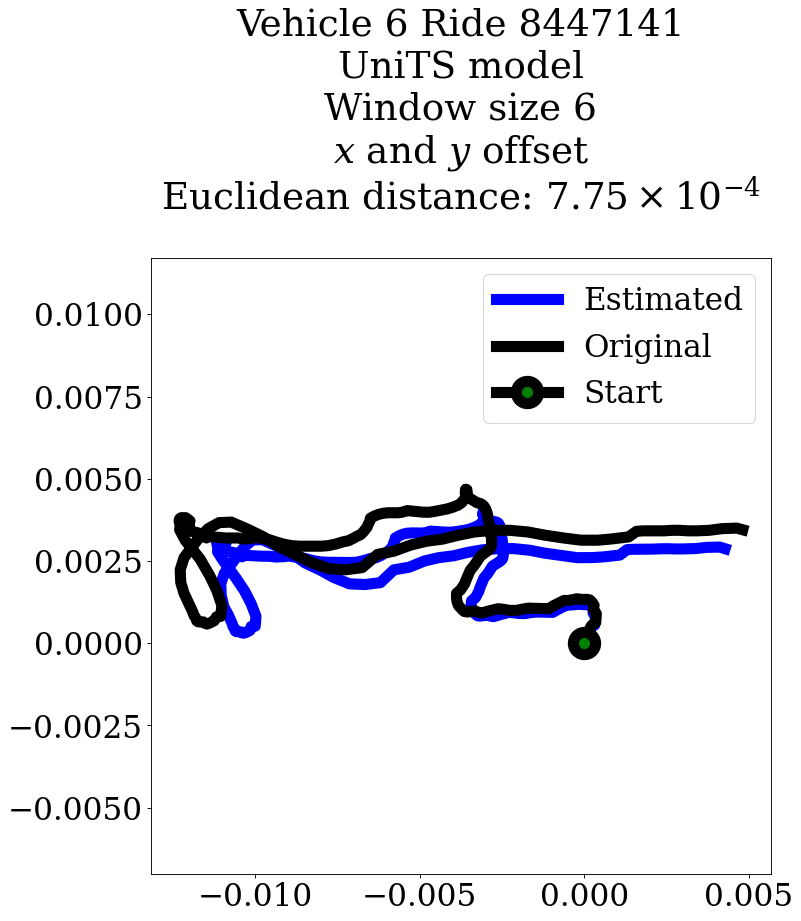 Vehicle 6 Ride 8447141
UniTS model
Window size 6
x and y offset
Euclidean distance: 7.75 × 10⁻⁴
Estimated
Original
Start
0.0100
0.0075
0.0050
0.0025
0.0000
−0.0025
−0.0050
−0.010
−0.005
0.000
0.005